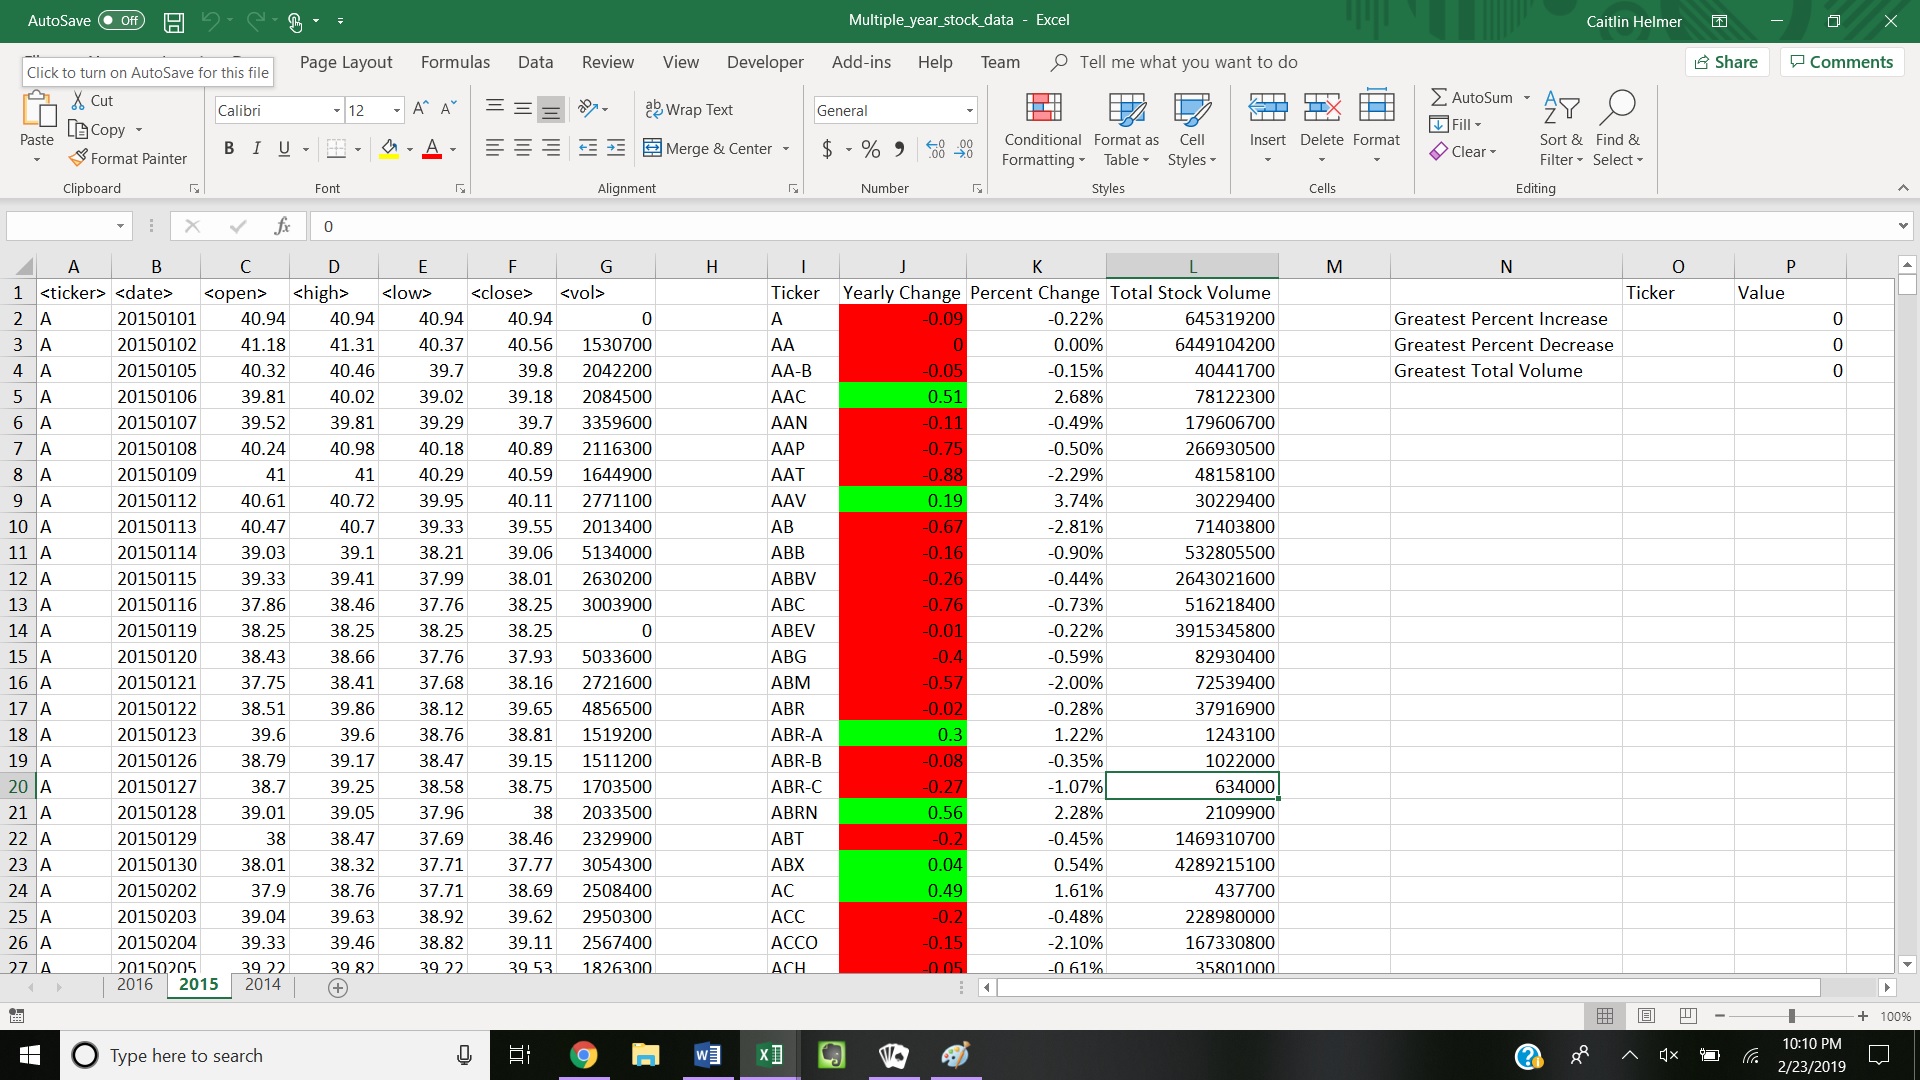 AutoSave Off Multiple_year_stock_data - Excel Caitlin Helmer
Click to turn on AutoSave for this file Page Layout Formulas Data Review View Developer Add-ins Help Team Tell me what you want to do Share Comments
Paste Cut Copy Format Painter Clipboard
Calibri 12 B I U A Font
ab Wrap Text Merge & Center Alignment
General $ % Number
Conditional Formatting Format as Table Cell Styles Styles
Insert Delete Format Cells
AutoSum Fill Clear Sort & Filter Find & Select Editing
fx 0
A B C D E F G H I J K L M N O P
1 <ticker> <date> <open> <high> <low> <close> <vol> Ticker Yearly Change Percent Change Total Stock Volume Ticker Value
2 A 20150101 40.94 40.94 40.94 40.94 0 A -0.09 -0.22% 645319200 Greatest Percent Increase 0
3 A 20150102 41.18 41.31 40.37 40.56 1530700 AA 0 0.00% 6449104200 Greatest Percent Decrease 0
4 A 20150105 40.32 40.46 39.7 39.8 2042200 AA-B -0.05 -0.15% 40441700 Greatest Total Volume 0
5 A 20150106 39.81 40.02 39.02 39.18 2084500 AAC 0.51 2.68% 78122300
6 A 20150107 39.52 39.81 39.29 39.7 3359600 AAN -0.11 -0.49% 179606700
7 A 20150108 40.24 40.98 40.18 40.89 2116300 AAP -0.75 -0.50% 266930500
8 A 20150109 41 41 40.29 40.59 1644900 AAT -0.88 -2.29% 48158100
9 A 20150112 40.61 40.72 39.95 40.11 2771100 AAV 0.19 3.74% 30229400
10 A 20150113 40.47 40.7 39.33 39.55 2013400 AB -0.67 -2.81% 71403800
11 A 20150114 39.03 39.1 38.21 39.06 5134000 ABB -0.16 -0.90% 532805500
12 A 20150115 39.33 39.41 37.99 38.01 2630200 ABBV -0.26 -0.44% 2643021600
13 A 20150116 37.86 38.46 37.76 38.25 3003900 ABC -0.76 -0.73% 516218400
14 A 20150119 38.25 38.25 38.25 38.25 0 ABEV -0.01 -0.22% 3915345800
15 A 20150120 38.43 38.66 37.76 37.93 5033600 ABG -0.4 -0.59% 82930400
16 A 20150121 37.75 38.41 37.68 38.16 2721600 ABM -0.57 -2.00% 72539400
17 A 20150122 38.51 39.86 38.12 39.65 4856500 ABR -0.02 -0.28% 37916900
18 A 20150123 39.6 39.6 38.76 38.81 1519200 ABR-A 0.3 1.22% 1243100
19 A 20150126 38.79 39.17 38.47 39.15 1511200 ABR-B -0.08 -0.35% 1022000
20 A 20150127 38.7 39.25 38.58 38.75 1703500 ABR-C -0.27 -1.07% 634000
21 A 20150128 39.01 39.05 37.96 38 2033500 ABRN 0.56 2.28% 2109900
22 A 20150129 38 38.47 37.69 38.46 2329900 ABT -0.2 -0.45% 1469310700
23 A 20150130 38.01 38.32 37.71 37.77 3054300 ABX 0.04 0.54% 4289215100
24 A 20150202 37.9 38.76 37.71 38.69 2508400 AC 0.49 1.61% 437700
25 A 20150203 39.04 39.63 38.92 39.62 2950300 ACC -0.2 -0.48% 228980000
26 A 20150204 39.33 39.46 38.82 39.11 2567400 ACCO -0.15 -2.10% 167330800
27 A 20150205 39.22 39.82 39.22 39.53 1826300 ACH -0.05 -0.61% 35801000
2016 2015 2014
100%
Type here to search 10:10 PM
2/23/2019